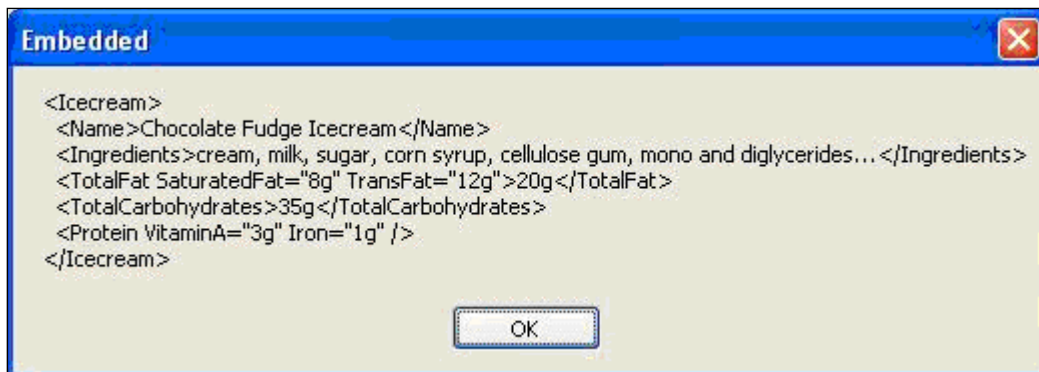 Embedded
<Icecream>
<Name>Chocolate Fudge Icecream</Name>
<Ingredients>cream, milk, sugar, corn syrup, cellulose gum, mono and diglycerides...</Ingredients>
<TotalFat SaturatedFat="8g" TransFat="12g">20g</TotalFat>
<TotalCarbohydrates>35g</TotalCarbohydrates>
<Protein VitaminA="3g" Iron="1g" />
</Icecream>
OK